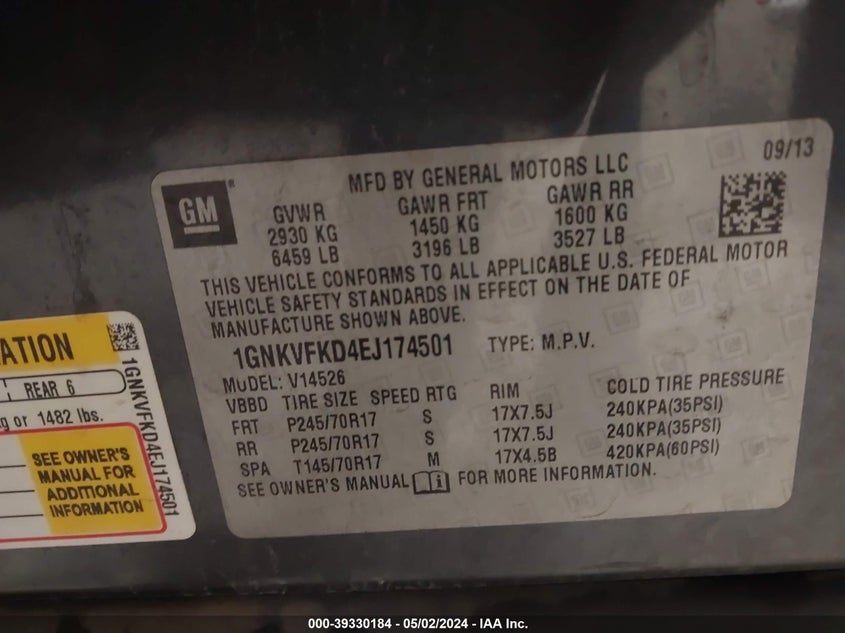 GM
MFD BY GENERAL MOTORS LLC
09/13
GVWR GAWR FRT GAWR RR
2930 KG 1450 KG 1600 KG
6459 LB 3196 LB 3527 LB
THIS VEHICLE CONFORMS TO ALL APPLICABLE U.S. FEDERAL MOTOR
VEHICLE SAFETY STANDARDS IN EFFECT ON THE DATE OF
MANUFACTURE SHOWN ABOVE.
1GNKVFKD4EJ174501 TYPE: M.P.V.
MODEL: V14526
VBBD TIRE SIZE SPEED RTG RIM COLD TIRE PRESSURE
FRT P245/70R17 S 17X7.5J 240KPA(35PSI)
RR P245/70R17 S 17X7.5J 240KPA(35PSI)
SPA T145/70R17 M 17X4.5B 420KPA(60PSI)
SEE OWNER'S MANUAL FOR MORE INFORMATION.
ATION
REAR 6
g or 1482 lbs.
SEE OWNER'S
MANUAL FOR
ADDITIONAL
INFORMATION
1GNKVFKD4EJ174501
000-39330184 - 05/02/2024 - IAA Inc.